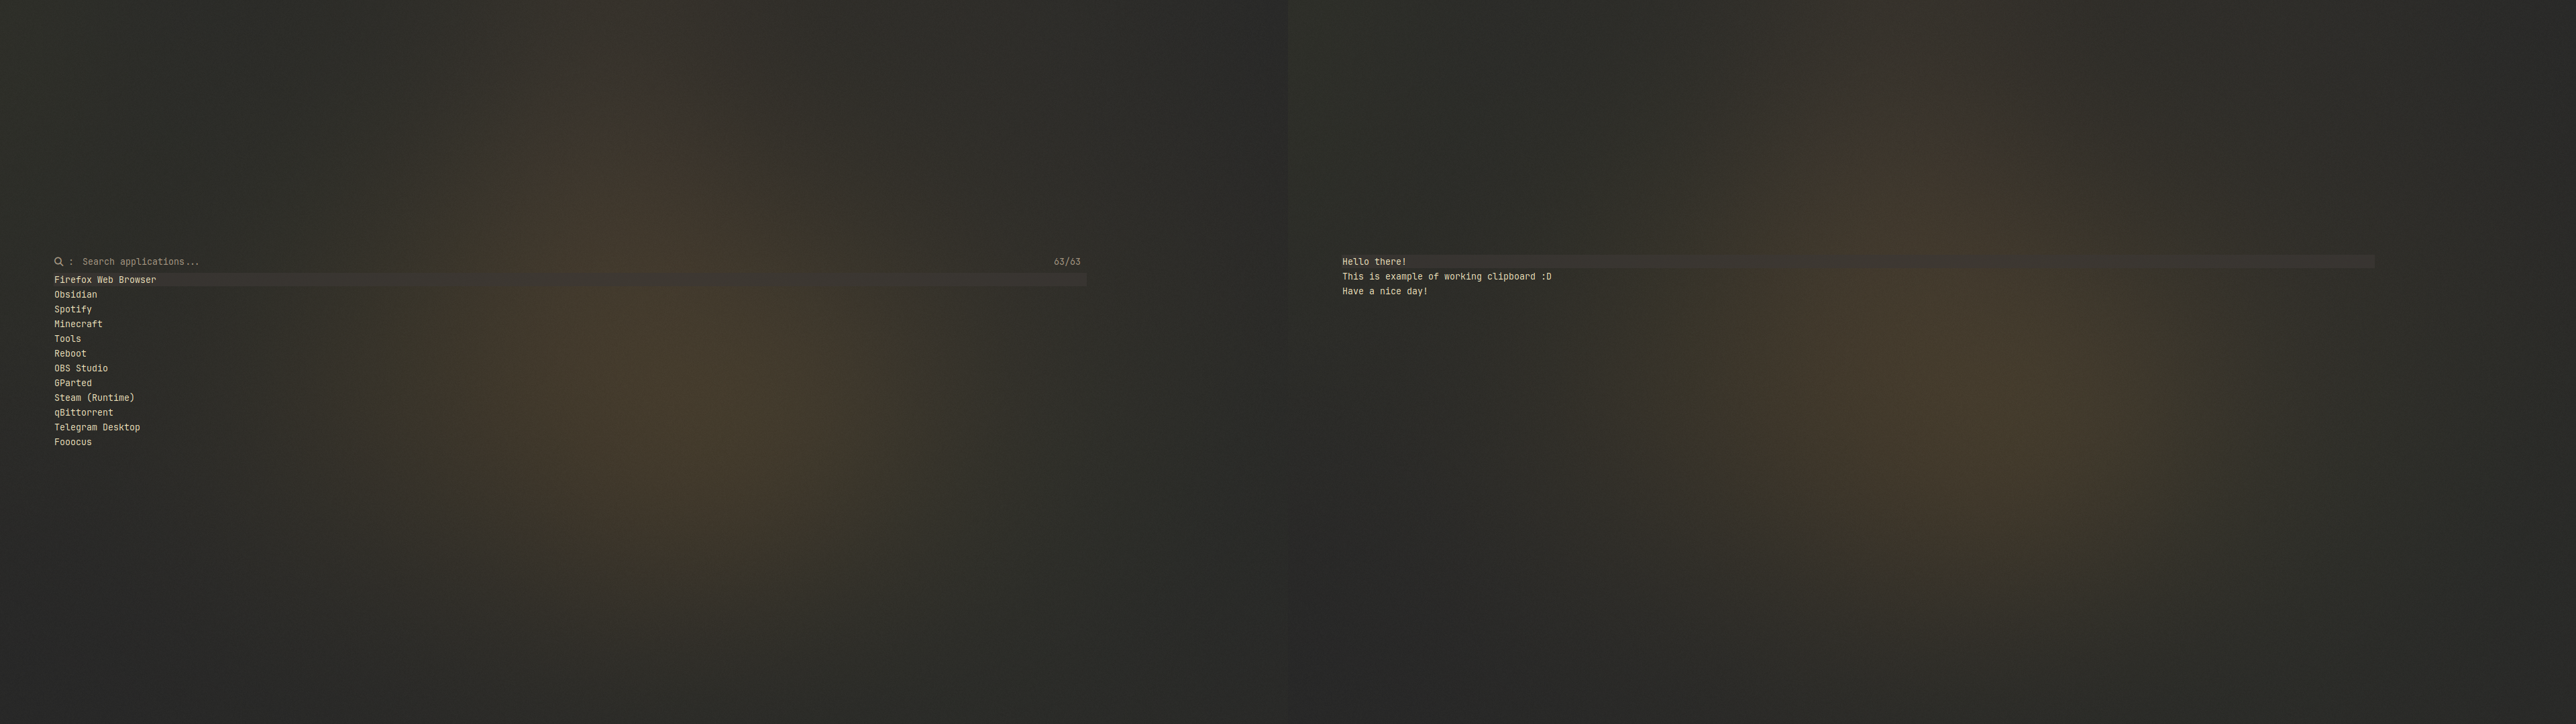 : Search applications... 63/63
Firefox Web Browser
Obsidian
Spotify
Minecraft
Tools
Reboot
OBS Studio
GParted
Steam (Runtime)
qBittorrent
Telegram Desktop
Fooocus
Hello there!
This is example of working clipboard :D
Have a nice day!